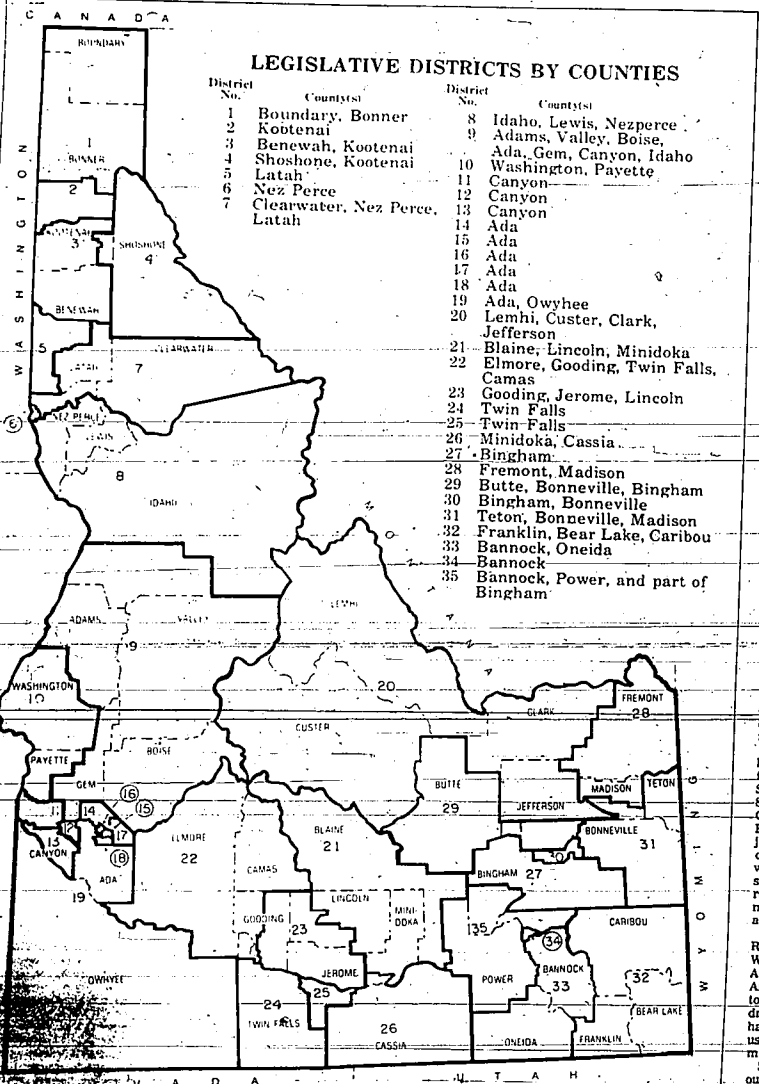 CANADA
BOUNDARY
LEGISLATIVE DISTRICTS BY COUNTIES
District No. County(s)
1 Boundary, Bonner
2 Kootenai
3 Benewah, Kootenai
4 Shoshone, Kootenai
5 Latah
6 Nez Perce
7 Clearwater, Nez Perce,
Latah
District No. County(s)
8 Idaho, Lewis, Nezperce
9 Adams, Valley, Boise,
Ada, Gem, Canyon, Idaho
10 Washington, Payette
11 Canyon
12 Canyon
13 Canyon
14 Ada
15 Ada
16 Ada
17 Ada
18 Ada
19 Ada, Owyhee
20 Lemhi, Custer, Clark,
Jefferson
21 Blaine, Lincoln, Minidoka
22 Elmore, Gooding, Twin Falls,
Camas
23 Gooding, Jerome, Lincoln
24 Twin Falls
25 Twin Falls
26 Minidoka, Cassia
27 Bingham
28 Fremont, Madison
29 Butte, Bonneville, Bingham
30 Bingham, Bonneville
31 Teton, Bonneville, Madison
32 Franklin, Bear Lake, Caribou
33 Bannock, Oneida
34 Bannock
35 Bannock, Power, and part of
Bingham
1
BONNER
2
WASHINGTON
KOOTENAI
3
SHOSHONE
4
BENEWAH
5
LATAH
CLEARWATER
7
6
NEZ PERCE
LEWIS
8
IDAHO
MONTANA
ADAMS
VALLEY
9
LEMHI
WASHINGTON
10
20
CLARK
FREMONT
28
CUSTER
BOISE
PAYETTE
GEM
BUTTE
29
MADISON
TETON
JEFFERSON
16
15
11
14
12
17
13
CANYON
18
ADA
ELMORE
22
BLAINE
21
BONNEVILLE
31
30
BINGHAM
27
CAMAS
WYOMING
19
GOODING
23
LINCOLN
MINI-
DOKA
35
CARIBOU
34
BANNOCK
33
JEROME
POWER
32
OWYHEE
24
25
TWIN FALLS
26
CASSIA
ONEIDA
FRANKLIN
BEAR LAKE
VADA
UTAH